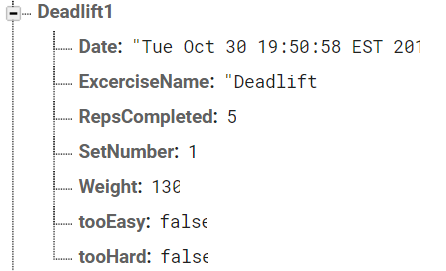 Deadlift1
Date: "Tue Oct 30 19:50:58 EST 201
ExcerciseName: "Deadlift
RepsCompleted: 5
SetNumber: 1
Weight: 130
tooEasy: false
tooHard: false